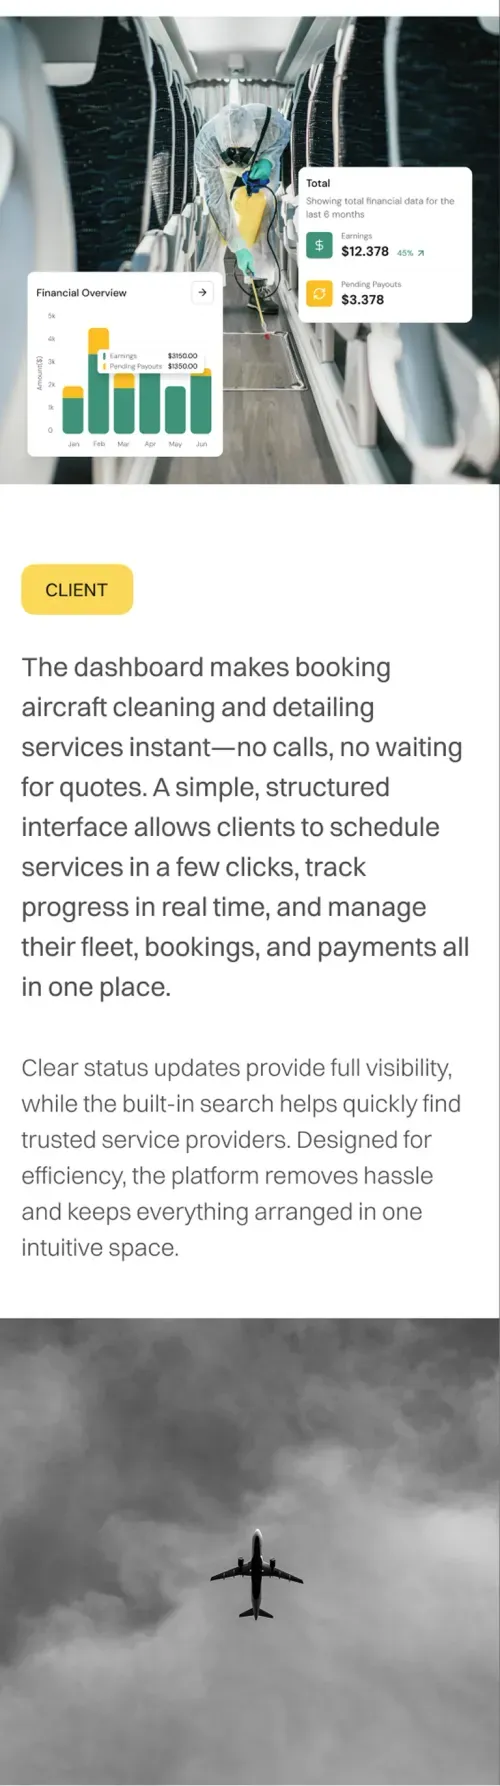 Total
Showing total financial data for the
last 6 months
Earnings
$12.378 45%
Pending Payouts
$3.378
Financial Overview
5k
4k
3k
2k
1k
0
Amount($)
Earnings $3150.00
Pending Payouts $1350.00
Jan Feb Mar Apr May Jun
CLIENT
The dashboard makes booking
aircraft cleaning and detailing
services instant—no calls, no waiting
for quotes. A simple, structured
interface allows clients to schedule
services in a few clicks, track
progress in real time, and manage
their fleet, bookings, and payments all
in one place.
Clear status updates provide full visibility,
while the built-in search helps quickly find
trusted service providers. Designed for
efficiency, the platform removes hassle
and keeps everything arranged in one
intuitive space.